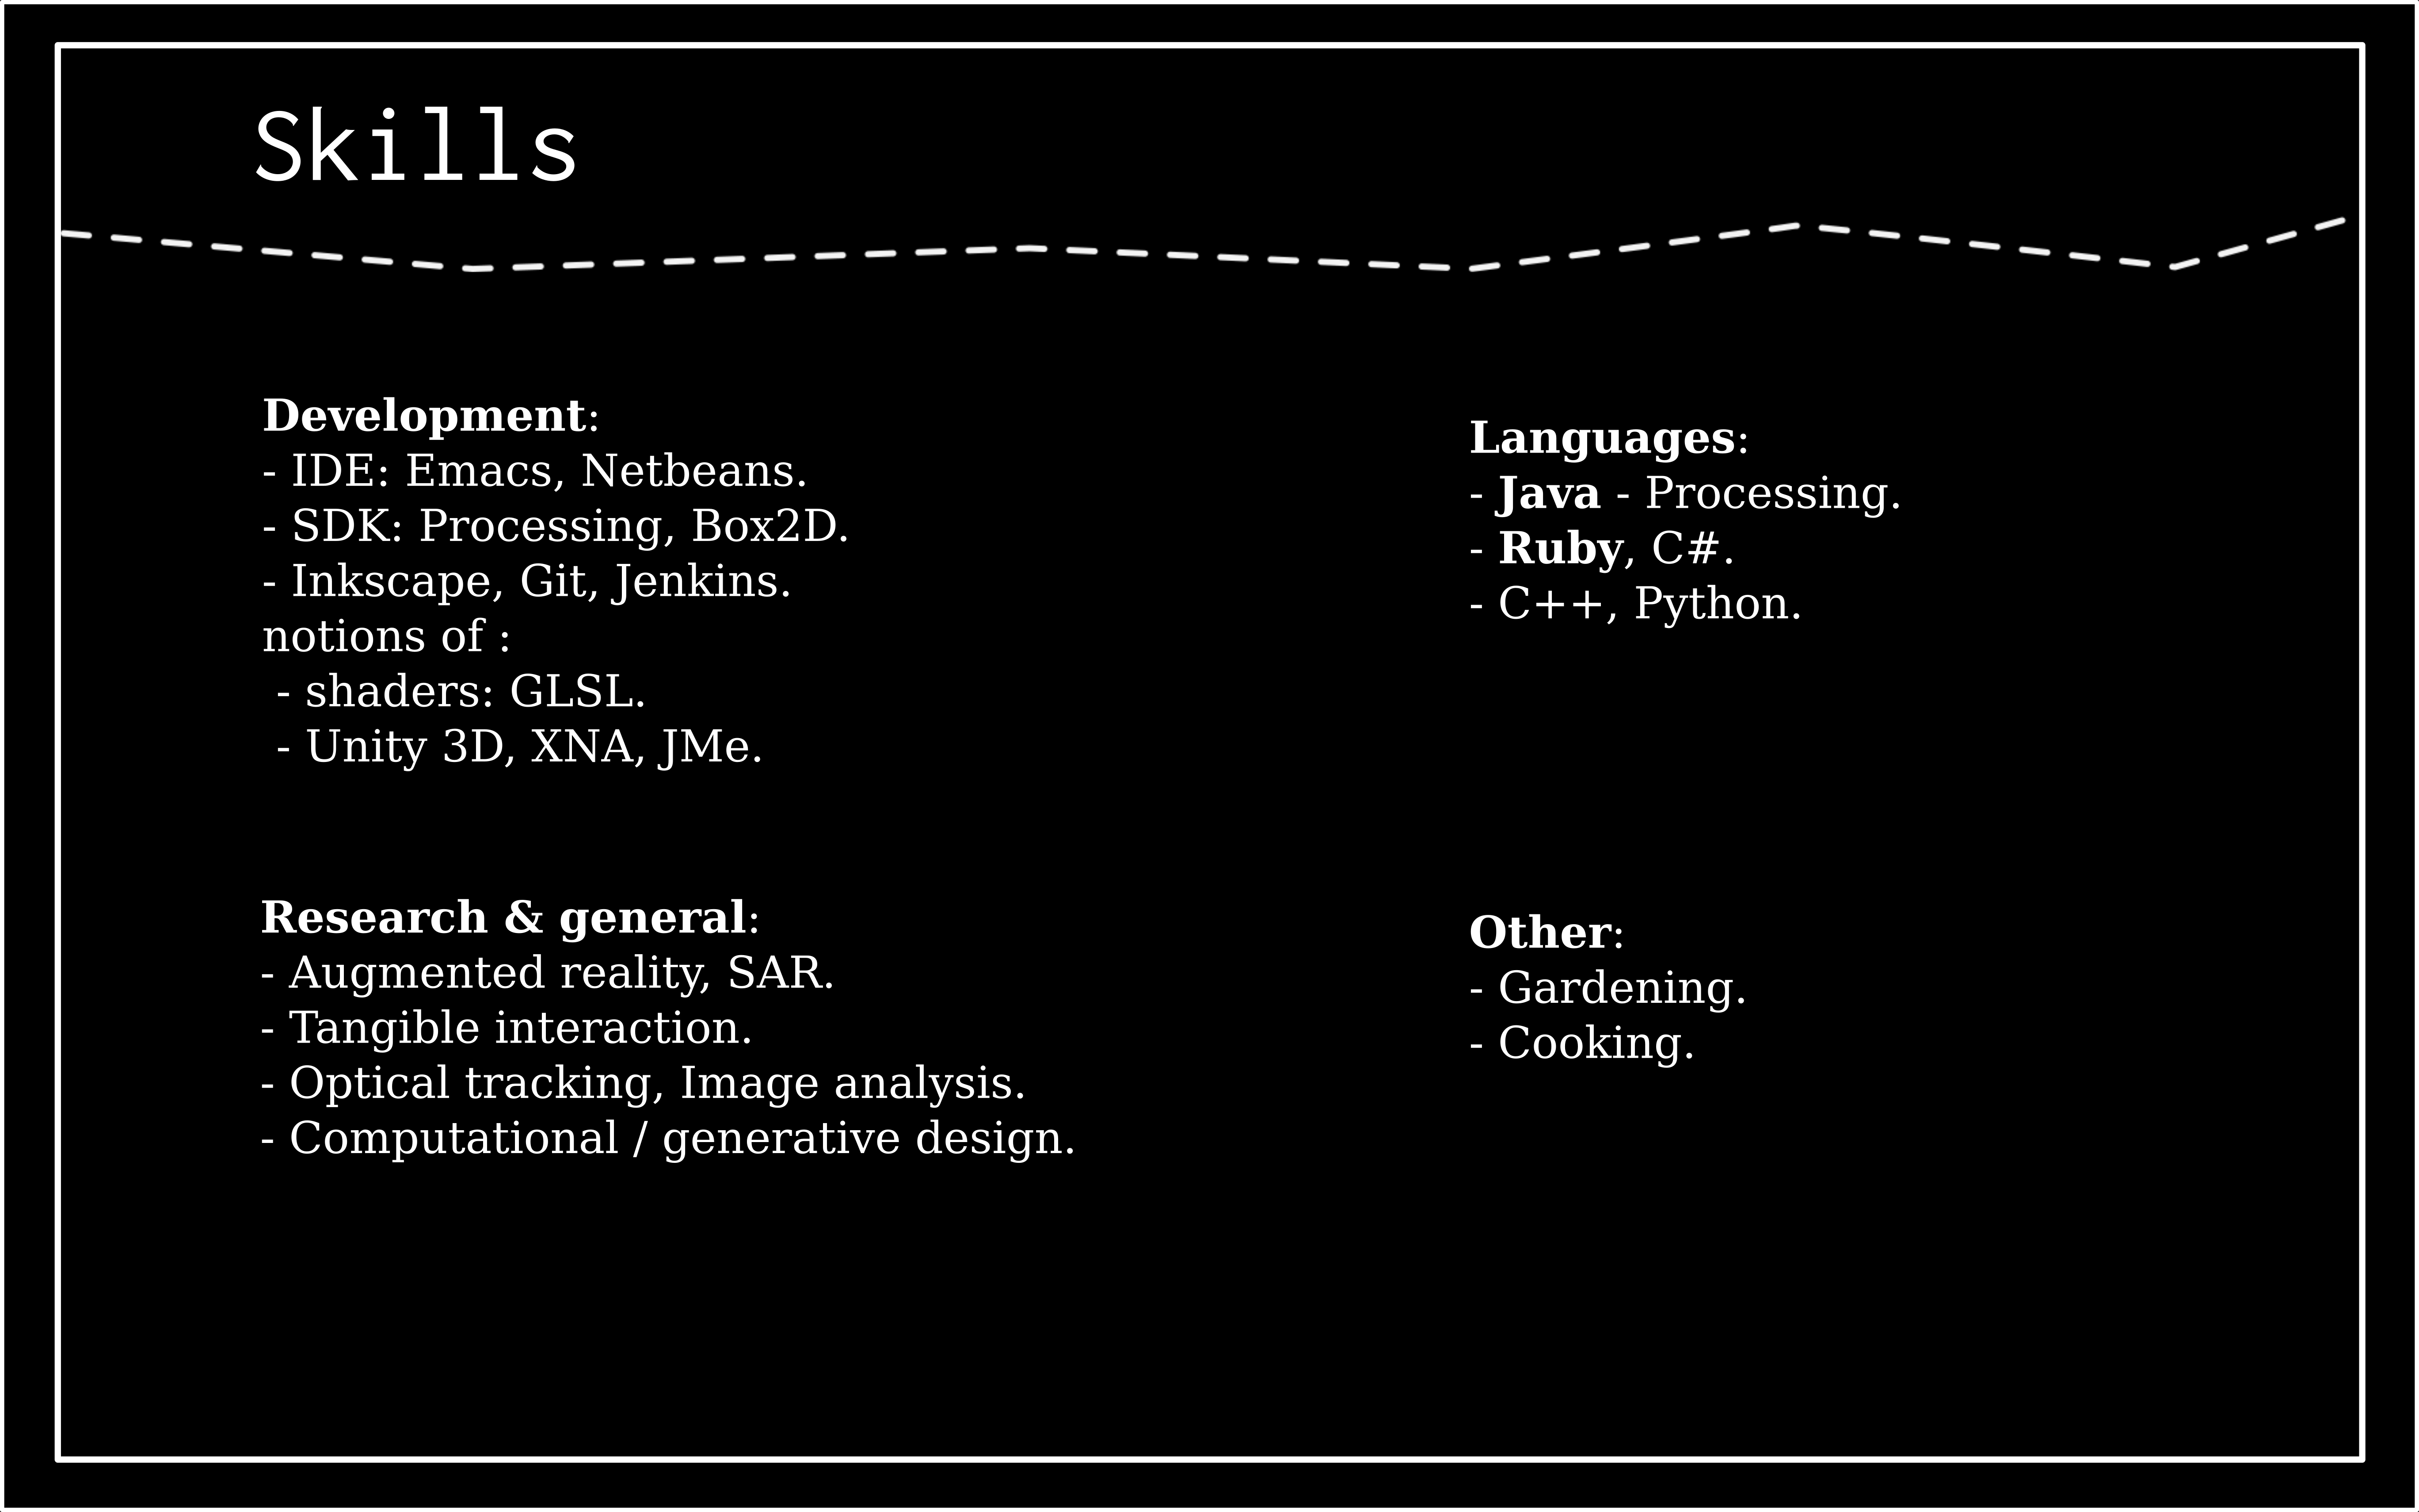 Skills
Development:
- IDE: Emacs, Netbeans.
- SDK: Processing, Box2D.
- Inkscape, Git, Jenkins.
notions of :
- shaders: GLSL.
- Unity 3D, XNA, JMe.
Languages:
- Java - Processing.
- Ruby, C#.
- C++, Python.
Research & general:
- Augmented reality, SAR.
- Tangible interaction.
- Optical tracking, Image analysis.
- Computational / generative design.
Other:
- Gardening.
- Cooking.